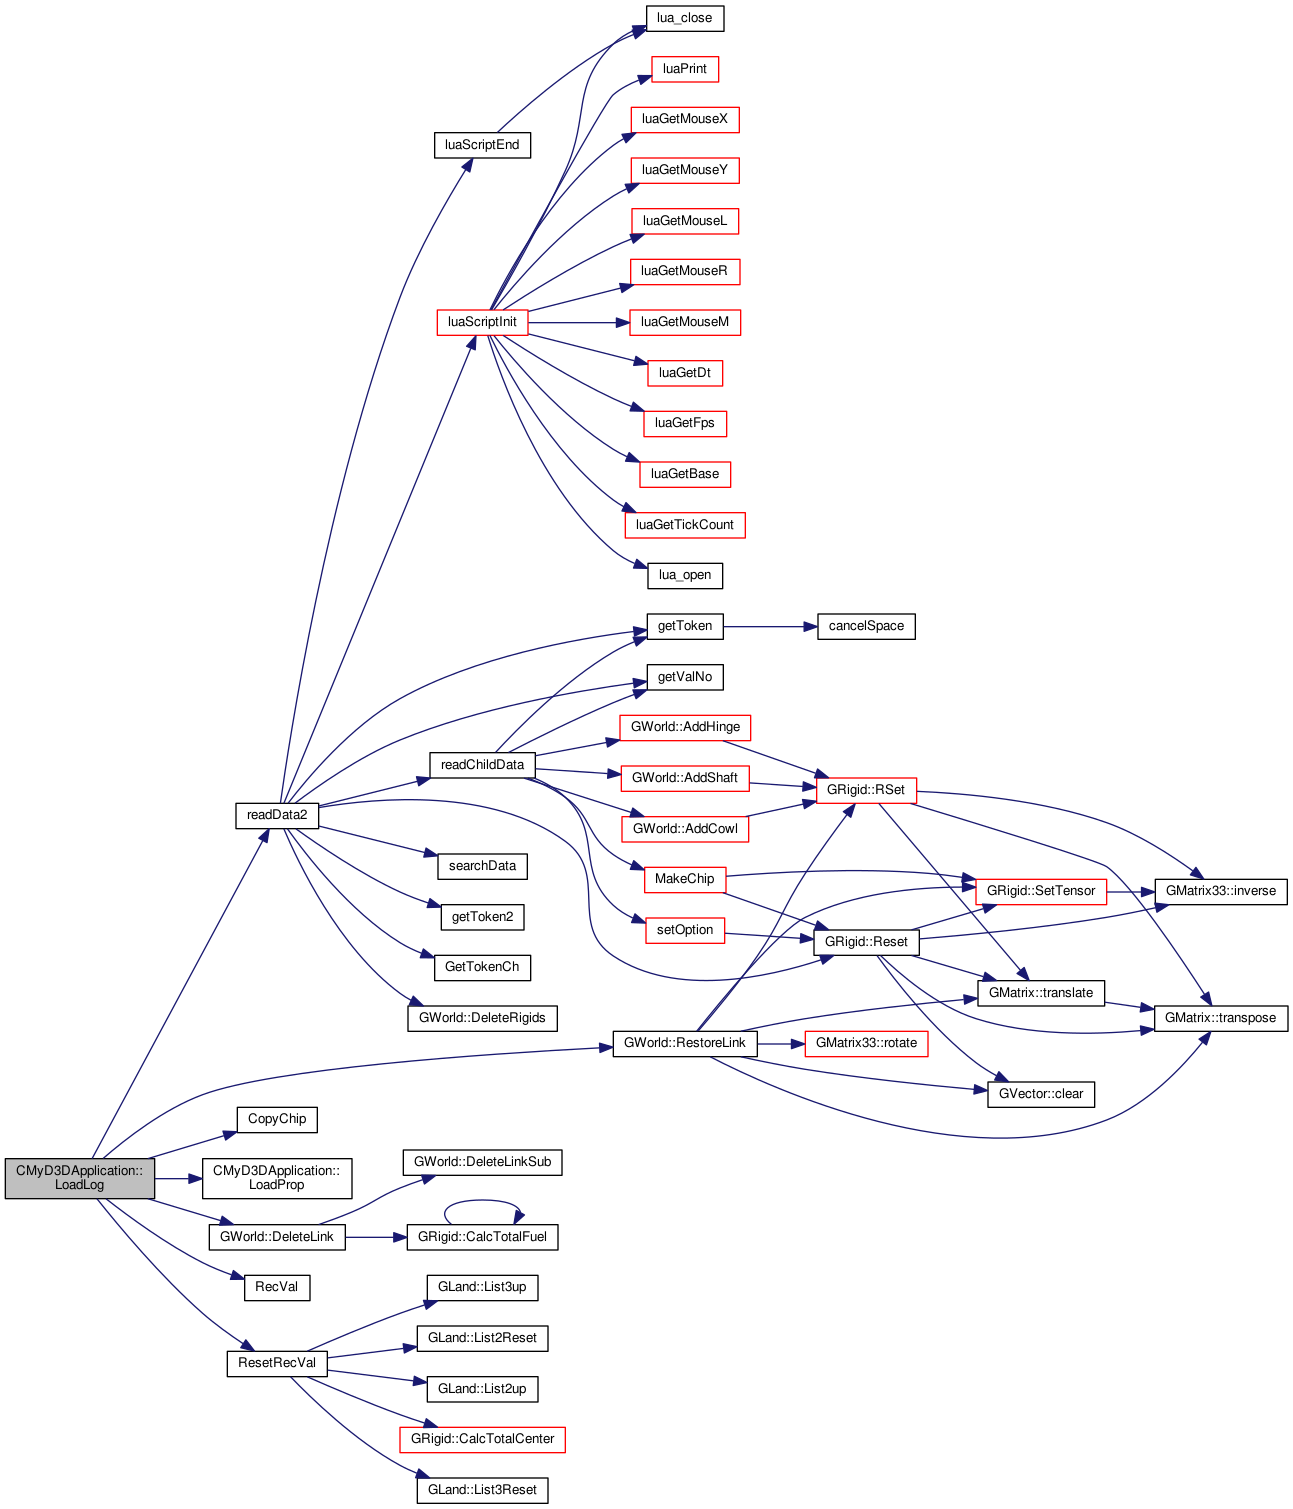 lua_close
luaPrint
luaGetMouseX
luaScriptEnd
luaGetMouseY
luaGetMouseL
luaGetMouseR
luaScriptInit
luaGetMouseM
luaGetDt
luaGetFps
luaGetBase
luaGetTickCount
lua_open
getToken
cancelSpace
getValNo
GWorld::AddHinge
readChildData
GWorld::AddShaft
GRigid::RSet
readData2
GWorld::AddCowl
searchData
MakeChip
GRigid::SetTensor
GMatrix33::inverse
getToken2
setOption
GRigid::Reset
GetTokenCh
GMatrix::translate
GWorld::DeleteRigids
GMatrix::transpose
GWorld::RestoreLink
GMatrix33::rotate
GVector::clear
CopyChip
GWorld::DeleteLinkSub
CMyD3DApplication::
LoadLog
CMyD3DApplication::
LoadProp
GWorld::DeleteLink
GRigid::CalcTotalFuel
RecVal
GLand::List3up
GLand::List2Reset
ResetRecVal
GLand::List2up
GRigid::CalcTotalCenter
GLand::List3Reset